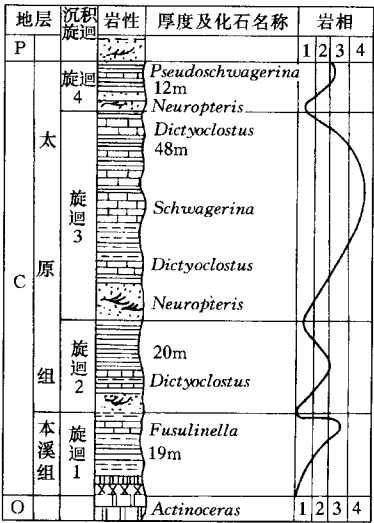 地层 沉积旋迴 岩性 厚度及化石名称 岩相
P 1 2 3 4
旋迴4 Pseudoschwagerina
12m
Neuropteris
太原组 Dictyoclostus
48m
旋迴3 Schwagerina
C Dictyoclostus
Neuropteris
旋迴2 20m
Dictyoclostus
本溪组 旋迴1 Fusulinella
19m
O Actinoceras 1 2 3 4